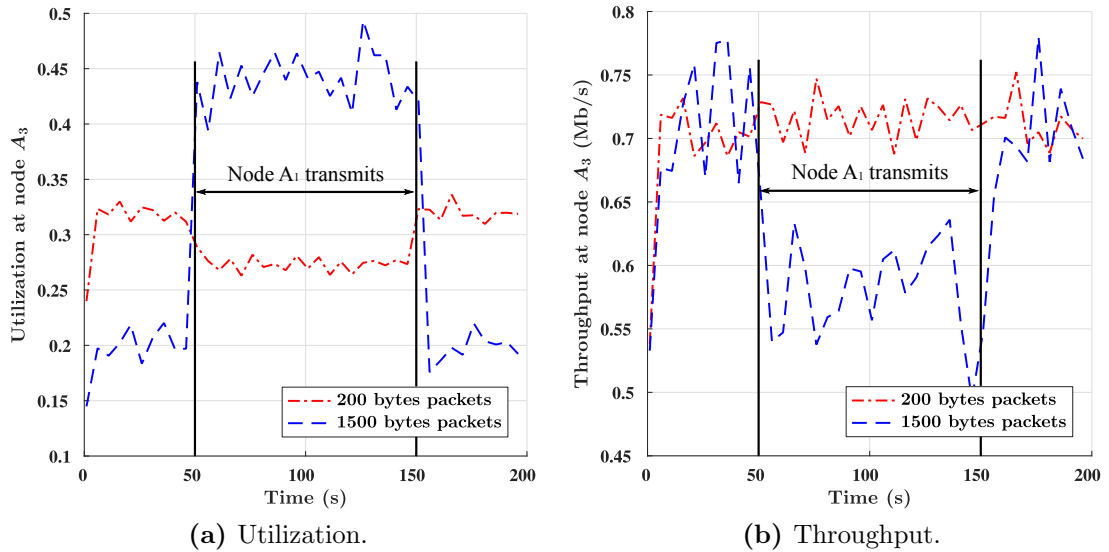 0.5
0.45
0.4
0.35
0.3
0.25
0.2
0.15
0.1
Utilization at node A₃
Node A₁ transmits
200 bytes packets
1500 bytes packets
0 50 100 150 200
Time (s)
(a) Utilization.
0.8
0.75
0.7
0.65
0.6
0.55
0.5
0.45
Throughput at node A₃ (Mb/s)
Node A₁ transmits
200 bytes packets
1500 bytes packets
0 50 100 150 200
Time (s)
(b) Throughput.